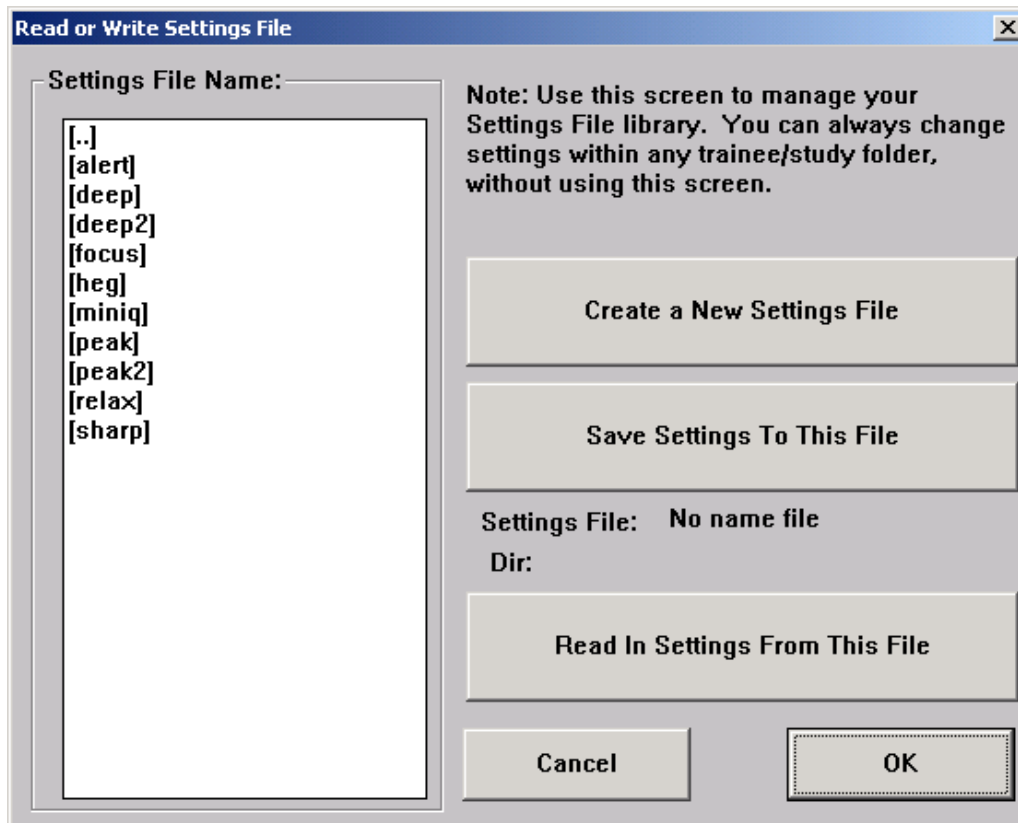 Read or Write Settings File
Settings File Name:
[..]
[alert]
[deep]
[deep2]
[focus]
[heg]
[miniq]
[peak]
[peak2]
[relax]
[sharp]
Note: Use this screen to manage your
Settings File library.  You can always change
settings within any trainee/study folder,
without using this screen.
Create a New Settings File
Save Settings To This File
Settings File: No name file
Dir:
Read In Settings From This File
Cancel
OK